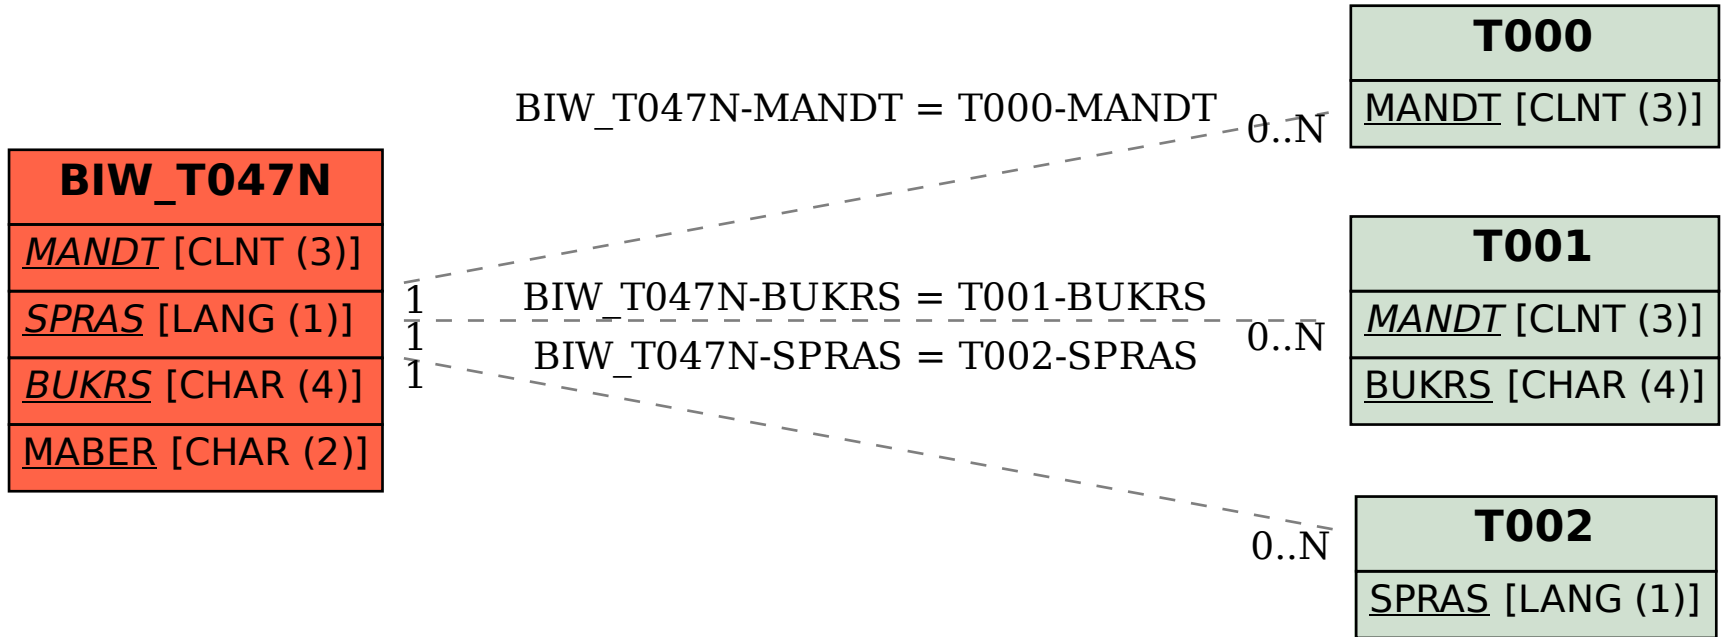 BIW_T047N
MANDT [CLNT (3)]
SPRAS [LANG (1)]
BUKRS [CHAR (4)]
MABER [CHAR (2)]
BIW_T047N-MANDT = T000-MANDT
0..N
1
BIW_T047N-BUKRS = T001-BUKRS
0..N
1
BIW_T047N-SPRAS = T002-SPRAS
0..N
1
T000
MANDT [CLNT (3)]
T001
MANDT [CLNT (3)]
BUKRS [CHAR (4)]
T002
SPRAS [LANG (1)]